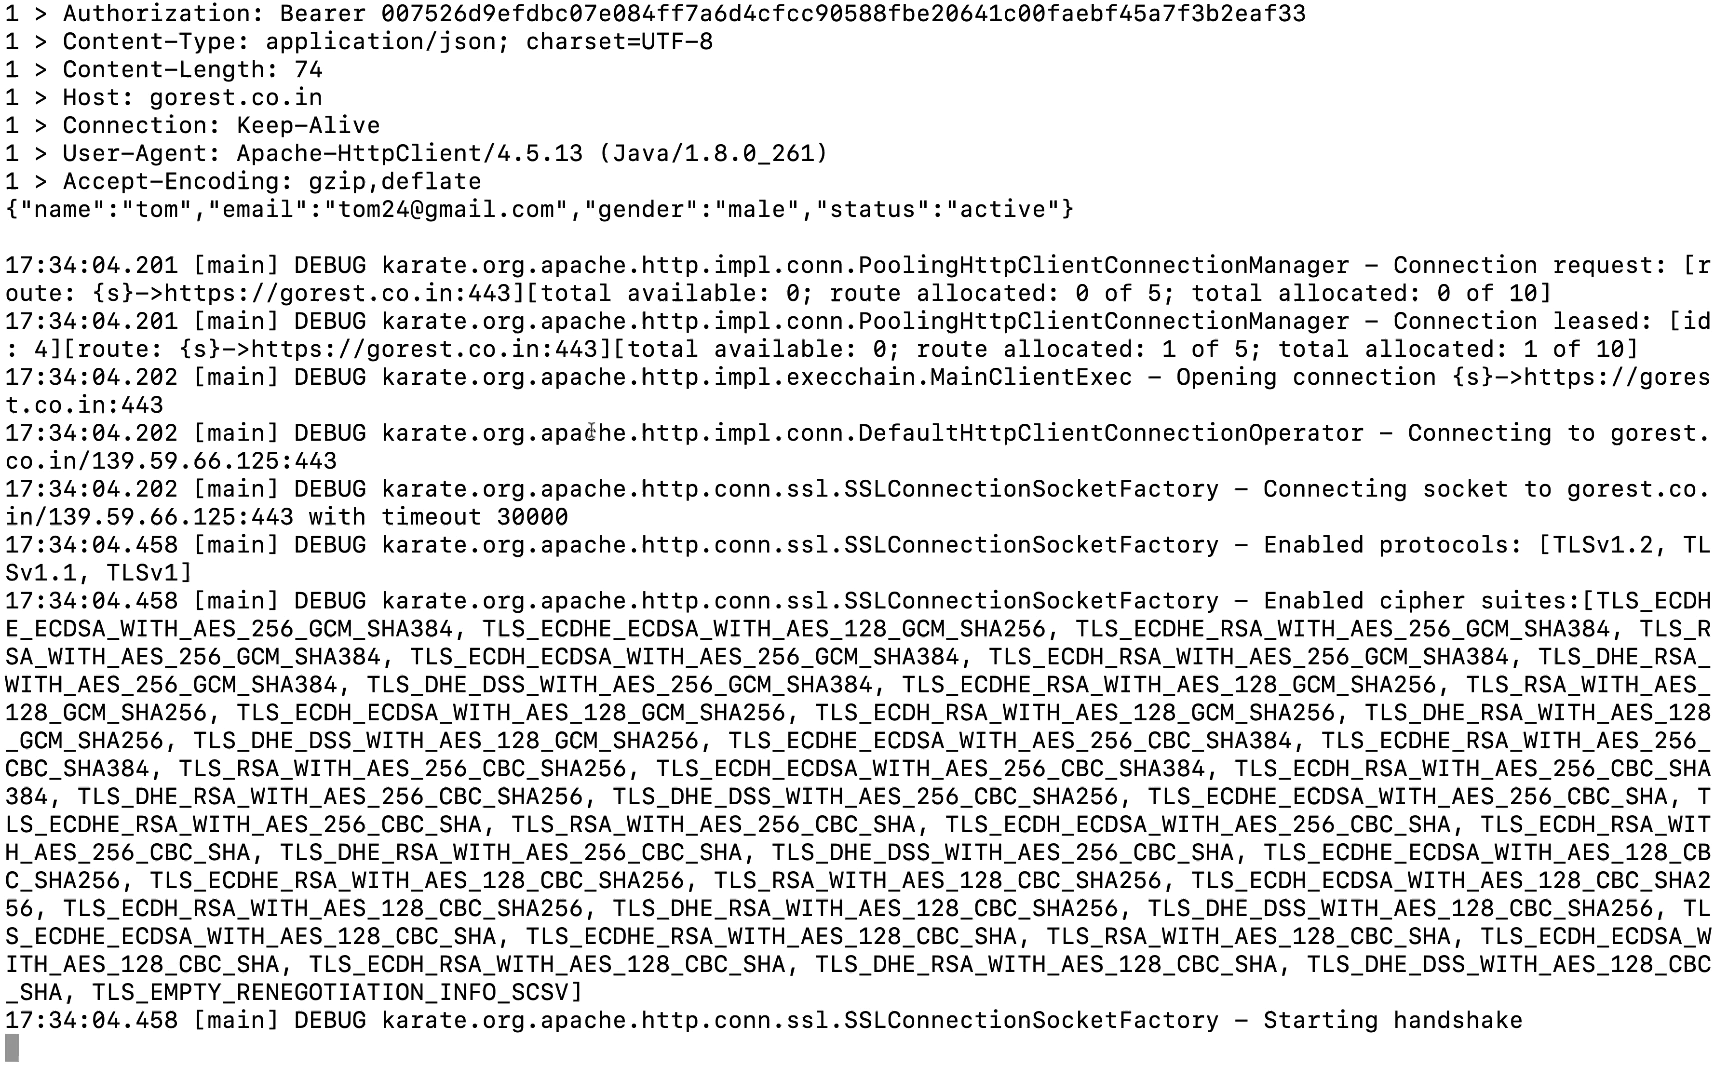 1 > Authorization: Bearer 007526d9efdbc07e084ff7a6d4cfcc90588fbe20641c00faebf45a7f3b2eaf33
1 > Content-Type: application/json; charset=UTF-8
1 > Content-Length: 74
1 > Host: gorest.co.in
1 > Connection: Keep-Alive
1 > User-Agent: Apache-HttpClient/4.5.13 (Java/1.8.0_261)
1 > Accept-Encoding: gzip,deflate
{"name":"tom","email":"tom24@gmail.com","gender":"male","status":"active"}
17:34:04.201 [main] DEBUG karate.org.apache.http.impl.conn.PoolingHttpClientConnectionManager - Connection request: [r
oute: {s}->https://gorest.co.in:443][total available: 0; route allocated: 0 of 5; total allocated: 0 of 10]
17:34:04.201 [main] DEBUG karate.org.apache.http.impl.conn.PoolingHttpClientConnectionManager - Connection leased: [id
: 4][route: {s}->https://gorest.co.in:443][total available: 0; route allocated: 1 of 5; total allocated: 1 of 10]
17:34:04.202 [main] DEBUG karate.org.apache.http.impl.execchain.MainClientExec - Opening connection {s}->https://gores
t.co.in:443
17:34:04.202 [main] DEBUG karate.org.apache.http.impl.conn.DefaultHttpClientConnectionOperator - Connecting to gorest.
co.in/139.59.66.125:443
17:34:04.202 [main] DEBUG karate.org.apache.http.conn.ssl.SSLConnectionSocketFactory - Connecting socket to gorest.co.
in/139.59.66.125:443 with timeout 30000
17:34:04.458 [main] DEBUG karate.org.apache.http.conn.ssl.SSLConnectionSocketFactory - Enabled protocols: [TLSv1.2, TL
Sv1.1, TLSv1]
17:34:04.458 [main] DEBUG karate.org.apache.http.conn.ssl.SSLConnectionSocketFactory - Enabled cipher suites:[TLS_ECDH
E_ECDSA_WITH_AES_256_GCM_SHA384, TLS_ECDHE_ECDSA_WITH_AES_128_GCM_SHA256, TLS_ECDHE_RSA_WITH_AES_256_GCM_SHA384, TLS_R
SA_WITH_AES_256_GCM_SHA384, TLS_ECDH_ECDSA_WITH_AES_256_GCM_SHA384, TLS_ECDH_RSA_WITH_AES_256_GCM_SHA384, TLS_DHE_RSA_
WITH_AES_256_GCM_SHA384, TLS_DHE_DSS_WITH_AES_256_GCM_SHA384, TLS_ECDHE_RSA_WITH_AES_128_GCM_SHA256, TLS_RSA_WITH_AES_
128_GCM_SHA256, TLS_ECDH_ECDSA_WITH_AES_128_GCM_SHA256, TLS_ECDH_RSA_WITH_AES_128_GCM_SHA256, TLS_DHE_RSA_WITH_AES_128
_GCM_SHA256, TLS_DHE_DSS_WITH_AES_128_GCM_SHA256, TLS_ECDHE_ECDSA_WITH_AES_256_CBC_SHA384, TLS_ECDHE_RSA_WITH_AES_256_
CBC_SHA384, TLS_RSA_WITH_AES_256_CBC_SHA256, TLS_ECDH_ECDSA_WITH_AES_256_CBC_SHA384, TLS_ECDH_RSA_WITH_AES_256_CBC_SHA
384, TLS_DHE_RSA_WITH_AES_256_CBC_SHA256, TLS_DHE_DSS_WITH_AES_256_CBC_SHA256, TLS_ECDHE_ECDSA_WITH_AES_256_CBC_SHA, T
LS_ECDHE_RSA_WITH_AES_256_CBC_SHA, TLS_RSA_WITH_AES_256_CBC_SHA, TLS_ECDH_ECDSA_WITH_AES_256_CBC_SHA, TLS_ECDH_RSA_WIT
H_AES_256_CBC_SHA, TLS_DHE_RSA_WITH_AES_256_CBC_SHA, TLS_DHE_DSS_WITH_AES_256_CBC_SHA, TLS_ECDHE_ECDSA_WITH_AES_128_CB
C_SHA256, TLS_ECDHE_RSA_WITH_AES_128_CBC_SHA256, TLS_RSA_WITH_AES_128_CBC_SHA256, TLS_ECDH_ECDSA_WITH_AES_128_CBC_SHA2
56, TLS_ECDH_RSA_WITH_AES_128_CBC_SHA256, TLS_DHE_RSA_WITH_AES_128_CBC_SHA256, TLS_DHE_DSS_WITH_AES_128_CBC_SHA256, TL
S_ECDHE_ECDSA_WITH_AES_128_CBC_SHA, TLS_ECDHE_RSA_WITH_AES_128_CBC_SHA, TLS_RSA_WITH_AES_128_CBC_SHA, TLS_ECDH_ECDSA_W
ITH_AES_128_CBC_SHA, TLS_ECDH_RSA_WITH_AES_128_CBC_SHA, TLS_DHE_RSA_WITH_AES_128_CBC_SHA, TLS_DHE_DSS_WITH_AES_128_CBC
_SHA, TLS_EMPTY_RENEGOTIATION_INFO_SCSV]
17:34:04.458 [main] DEBUG karate.org.apache.http.conn.ssl.SSLConnectionSocketFactory - Starting handshake